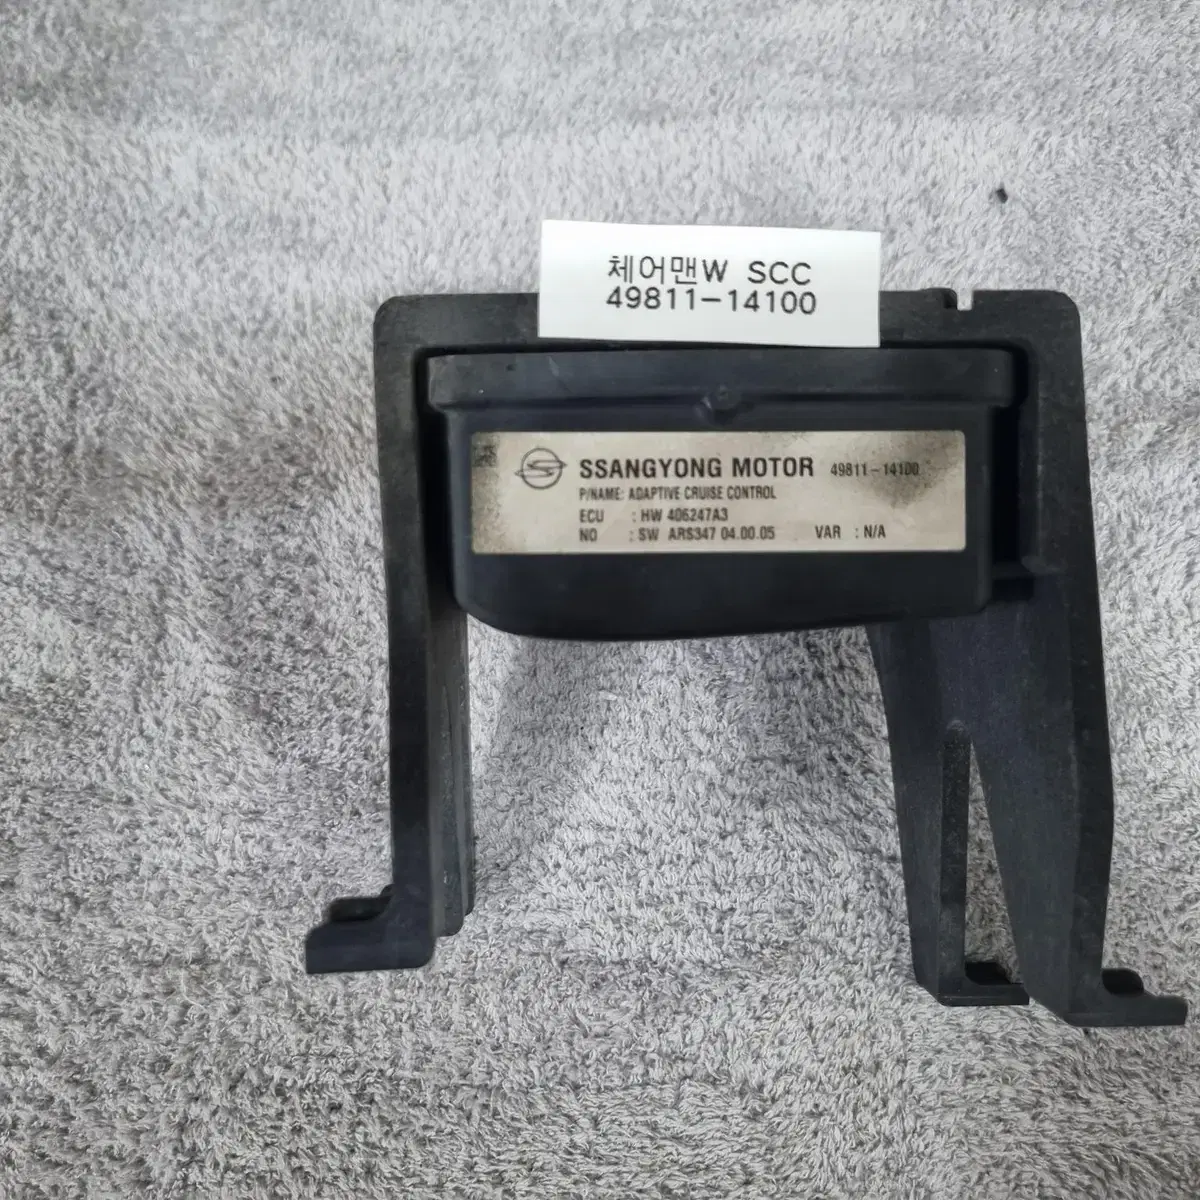 체어맨W SCC
49811-14100
SSANGYONG MOTOR 49811-14100
P/NAME: ADAPTIVE CRUISE CONTROL
ECU : HW 406247A3
NO : SW ARS347 04.00.05 VAR : N/A